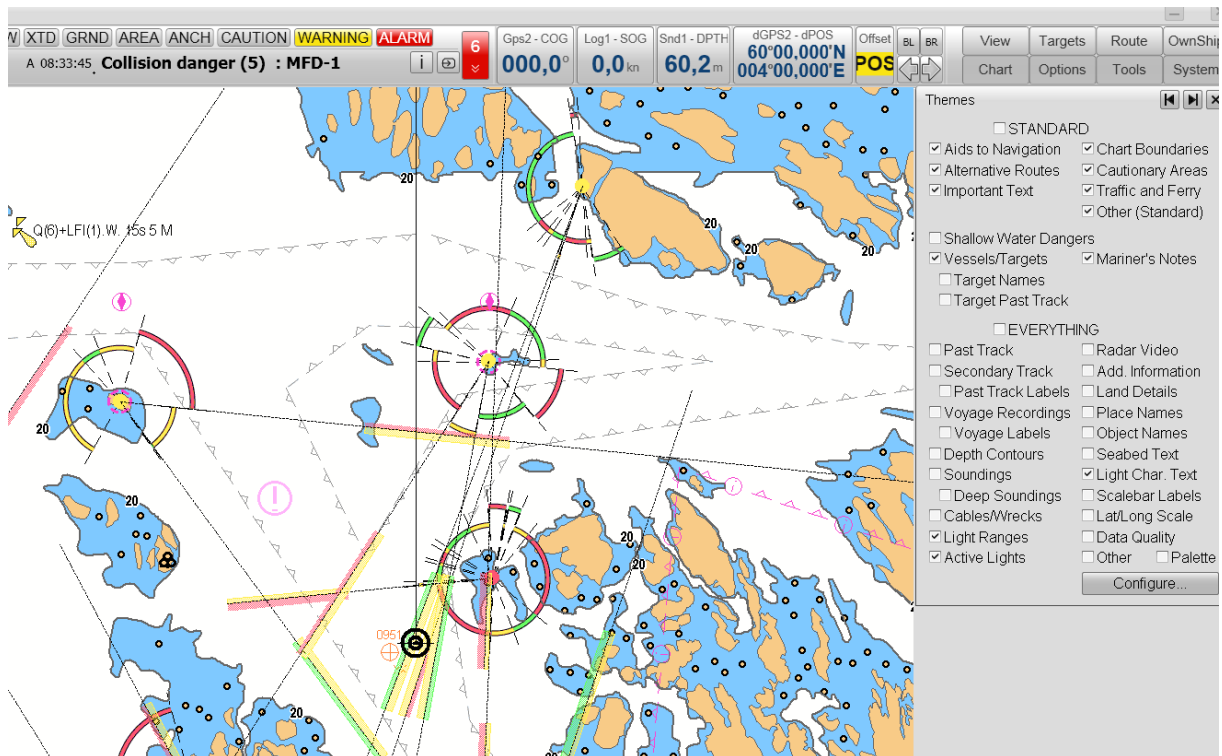 W XTD GRND AREA ANCH CAUTION WARNING ALARM
A 08:33:45 Collision danger (5) : MFD-1
i
6
Gps2 - COG
000,0°
Log1 - SOG
0,0 kn
Snd1 - DPTH
60,2 m
dGPS2 - dPOS
60°00,000'N
004°00,000'E
Offset
POS
BL BR
View Targets Route OwnShip
Chart Options Tools System
Themes
STANDARD
Aids to Navigation Chart Boundaries
Alternative Routes Cautionary Areas
Important Text Traffic and Ferry
Other (Standard)
Shallow Water Dangers
Vessels/Targets Mariner's Notes
Target Names
Target Past Track
EVERYTHING
Past Track Radar Video
Secondary Track Add. Information
Past Track Labels Land Details
Voyage Recordings Place Names
Voyage Labels Object Names
Depth Contours Seabed Text
Soundings Light Char. Text
Deep Soundings Scalebar Labels
Cables/Wrecks Lat/Long Scale
Light Ranges Data Quality
Active Lights Other Palette
Configure...
20
20
20
20
Q(6)+LFl(1).W. 15s 5 M
20
20
!
20
20
i
i
0951
20
20